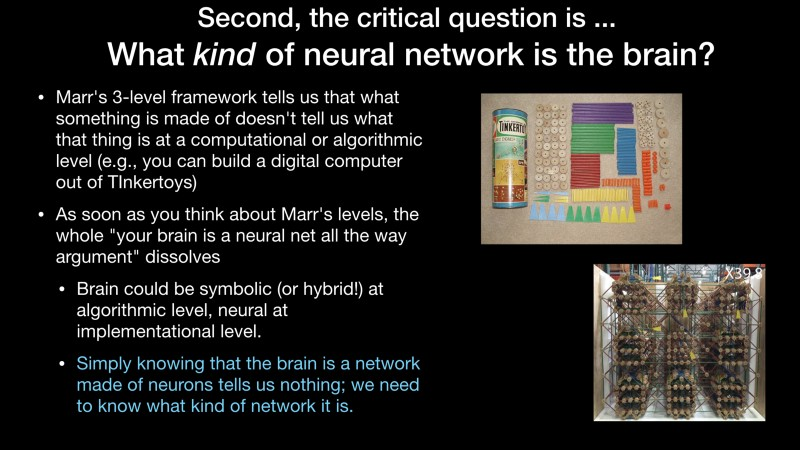 Second, the critical question is ...
What kind of neural network is the brain?
• Marr's 3-level framework tells us that what
something is made of doesn't tell us what
that thing is at a computational or algorithmic
level (e.g., you can build a digital computer
out of TInkertoys)
• As soon as you think about Marr's levels, the
whole "your brain is a neural net all the way
argument" dissolves
• Brain could be symbolic (or hybrid!) at
algorithmic level, neural at
implementational level.
• Simply knowing that the brain is a network
made of neurons tells us nothing; we need
to know what kind of network it is.
TINKERTOY
X39.8